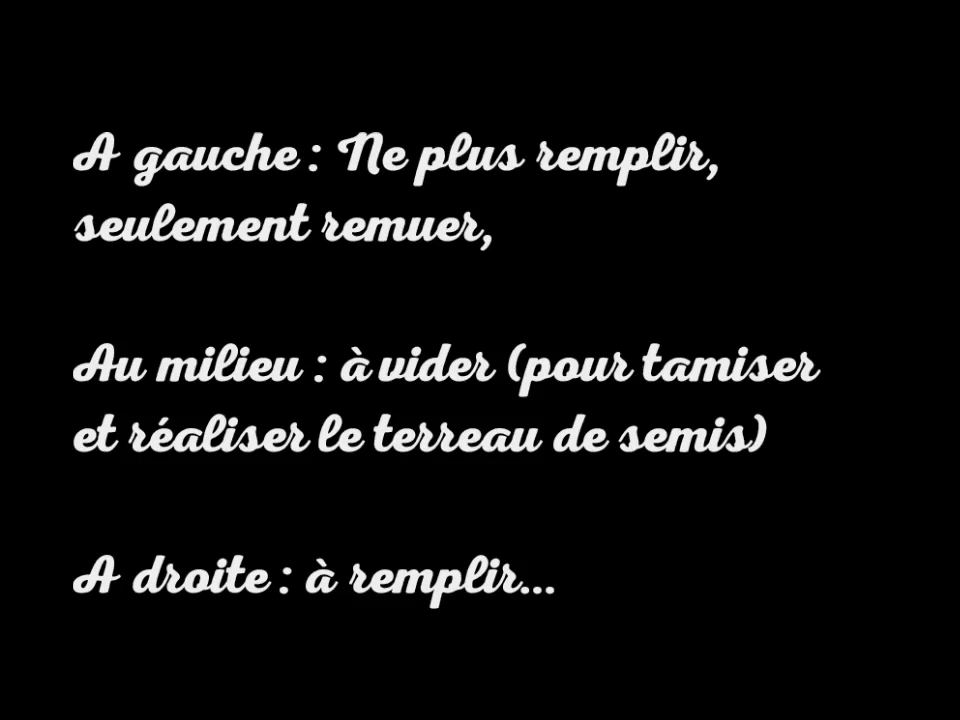 A gauche : Ne plus remplir,
seulement remuer,
Au milieu : à vider (pour tamiser
et réaliser le terreau de semis)
A droite : à remplir...